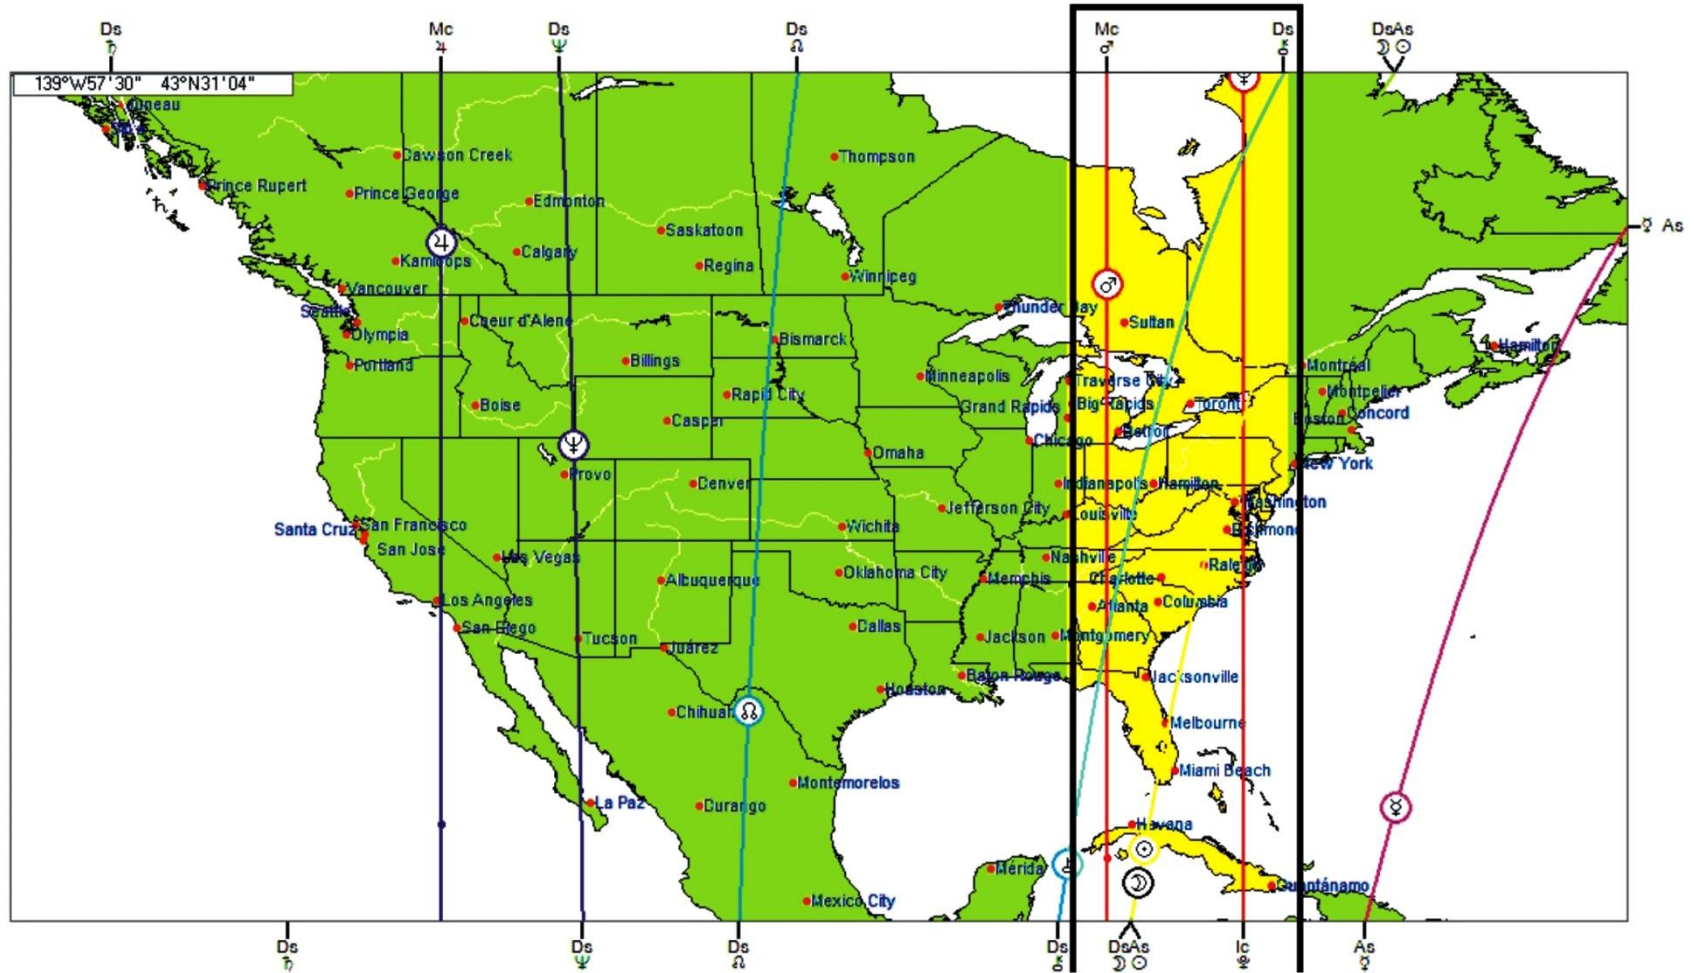 Ds Mc Ds Ds Mc Ds DsAs
♄ ♃ ♆ ☊ ♂ ⚷ ☽☉
139°W57'30" 43°N31'04"
Juneau
Dawson Creek
Thompson
Prince Rupert
Prince George
Edmonton
Saskatoon
☿ As
Calgary
Kamloops
Regina
Winnipeg
Vancouver
Seattle
Thunder Bay
Coeur d'Alene
Sultan
Olympia
Bismarck
Hamilton
Portland
Billings
Montréal
Minneapolis
Traverse City
Montpelier
Rapid City
Boise
Grand Rapids
Big Rapids
Toront
Concord
Casper
Boston
Detroi
Chicago
Omaha
New York
Provo
Denver
Indianapolis
Hamilton
Washington
Jefferson City
Louisville
San Francisco
Santa Cruz
Wichita
Richmond
San Jose
Las Vegas
Nashville
Raleigh
Albuquerque
Oklahoma City
Memphis
Charlotte
Los Angeles
Atlanta
Columbia
San Diego
Dallas
Tucson
Juárez
Jackson
Montgomery
Baton Rouge
Jacksonville
Houston
Chihuah
Melbourne
Miami Beach
Montemorelos
La Paz
Durango
Havana
Mérida
Guantánamo
Mexico City
Ds Ds Ds Ds DsAs Ic As
♄ ♆ ☊ ⚷ ☽☉ ☿